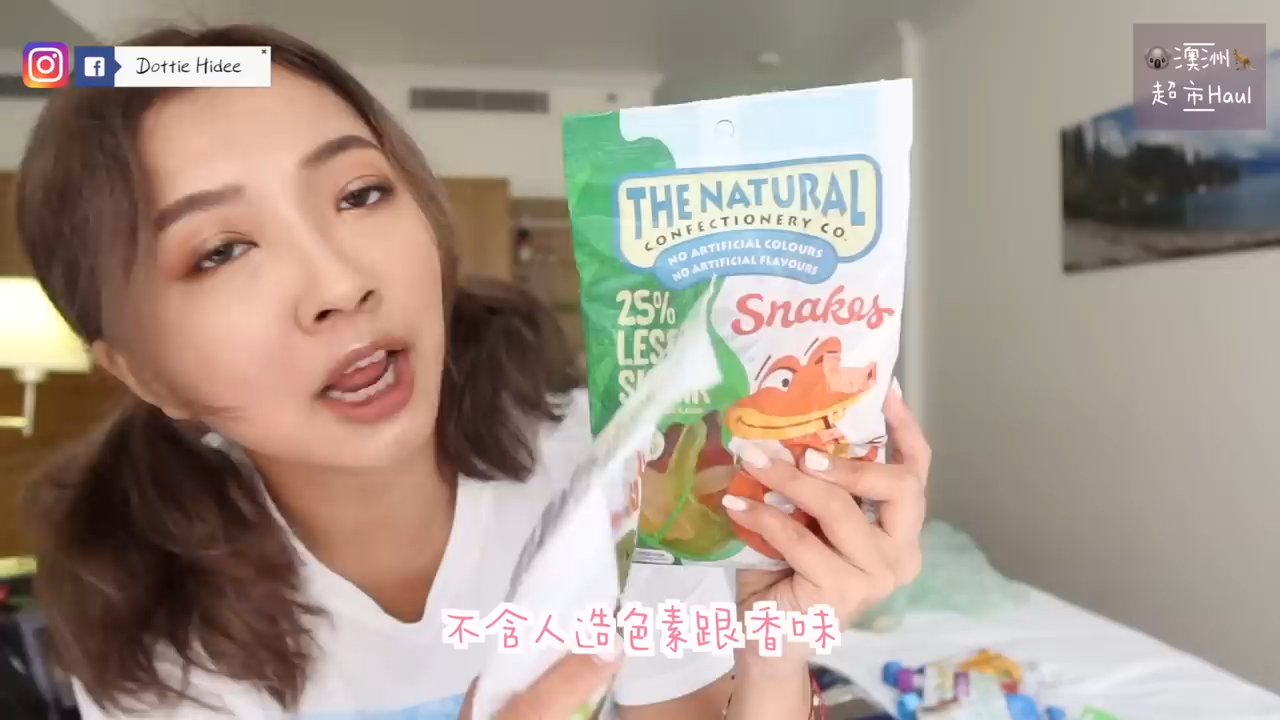 Dottie Hidee
澳洲
超市Haul
THE NATURAL
CONFECTIONERY CO.
NO ARTIFICIAL COLOURS
NO ARTIFICIAL FLAVOURS
25%
LESS
Snakes
不含人造色素跟香味